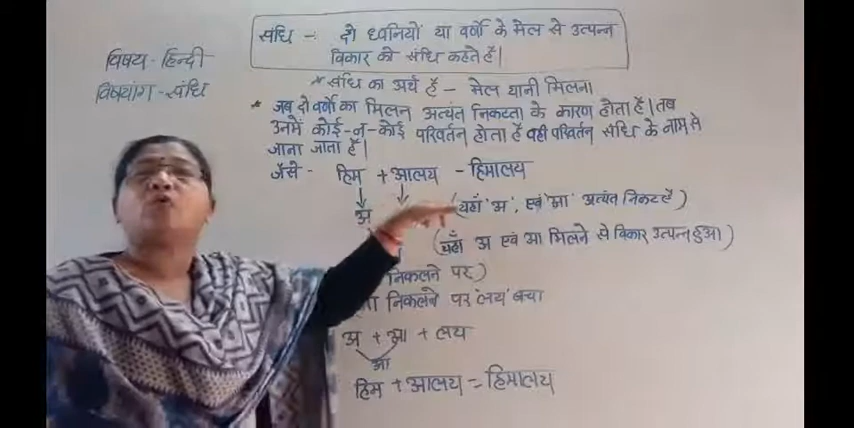 संधि - दो ध्वनियों या वर्णों के मेल से उत्पन्न
विकार को संधि कहते हैं।
विषय - हिन्दी
विषयांग - संधि
* संधि का अर्थ है - मेल यानी मिलना
* जब दो वर्णों का मिलन अत्यंत निकटता के कारण होता है। तब
उनमें कोई-न-कोई परिवर्तन होता है वही परिवर्तन संधि के नाम से
जाना जाता है।
जैसे - हिम + आलय - हिमालय
अ (यहाँ 'अ', एवं 'आ' अत्यंत निकट है)
(यहाँ अ एवं आ मिलने से विकार उत्पन्न हुआ)
निकलने पर)
निकलने पर 'लय' बचा
अ + आ + लय
आ
हिम + आलय = हिमालय